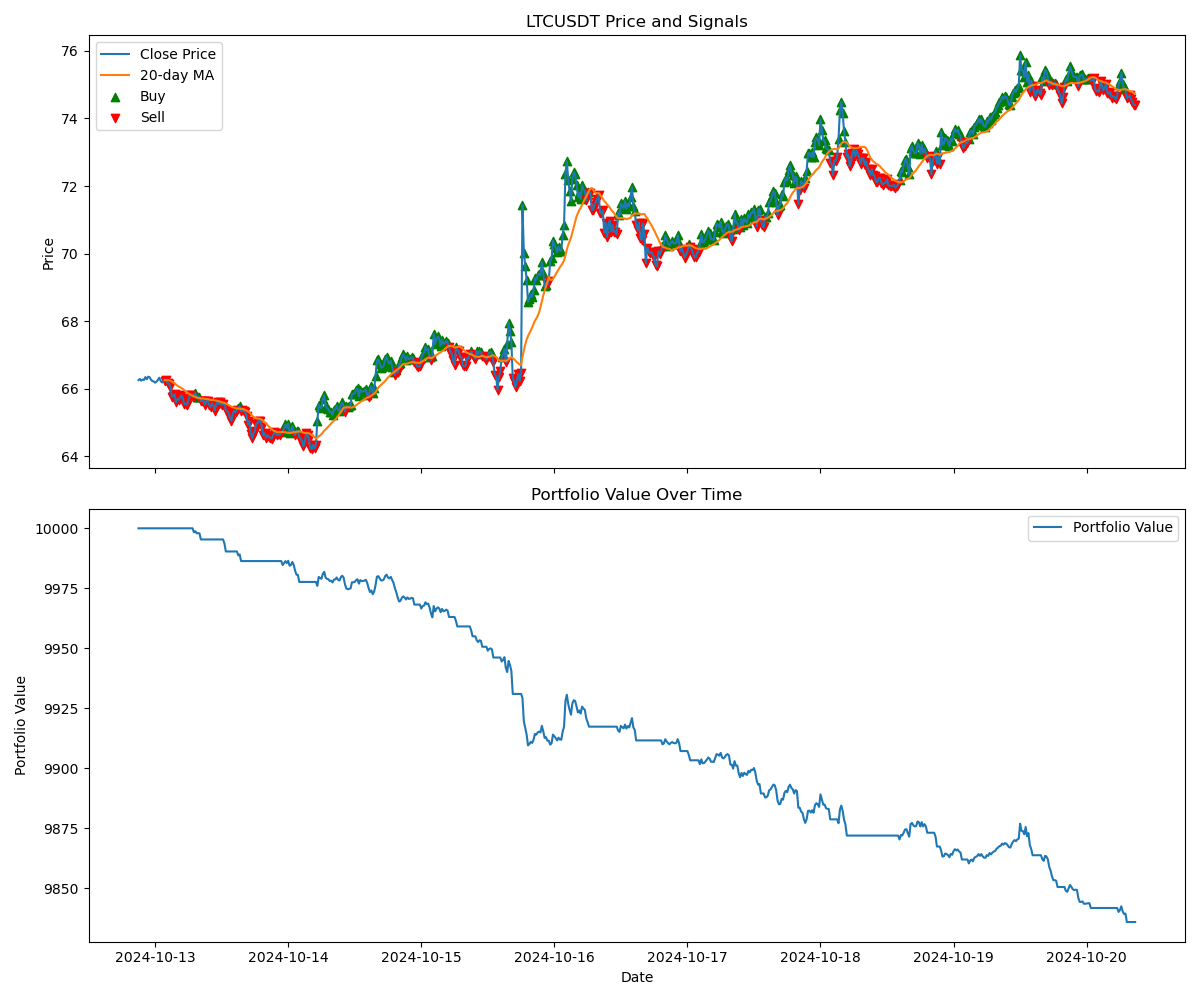 LTCUSDT Price and Signals
Close Price
20-day MA
Buy
Sell
76
74
72
70
68
66
64
Price
Portfolio Value Over Time
Portfolio Value
10000
9975
9950
9925
9900
9875
9850
Portfolio Value
2024-10-13 2024-10-14 2024-10-15 2024-10-16 2024-10-17 2024-10-18 2024-10-19 2024-10-20
Date